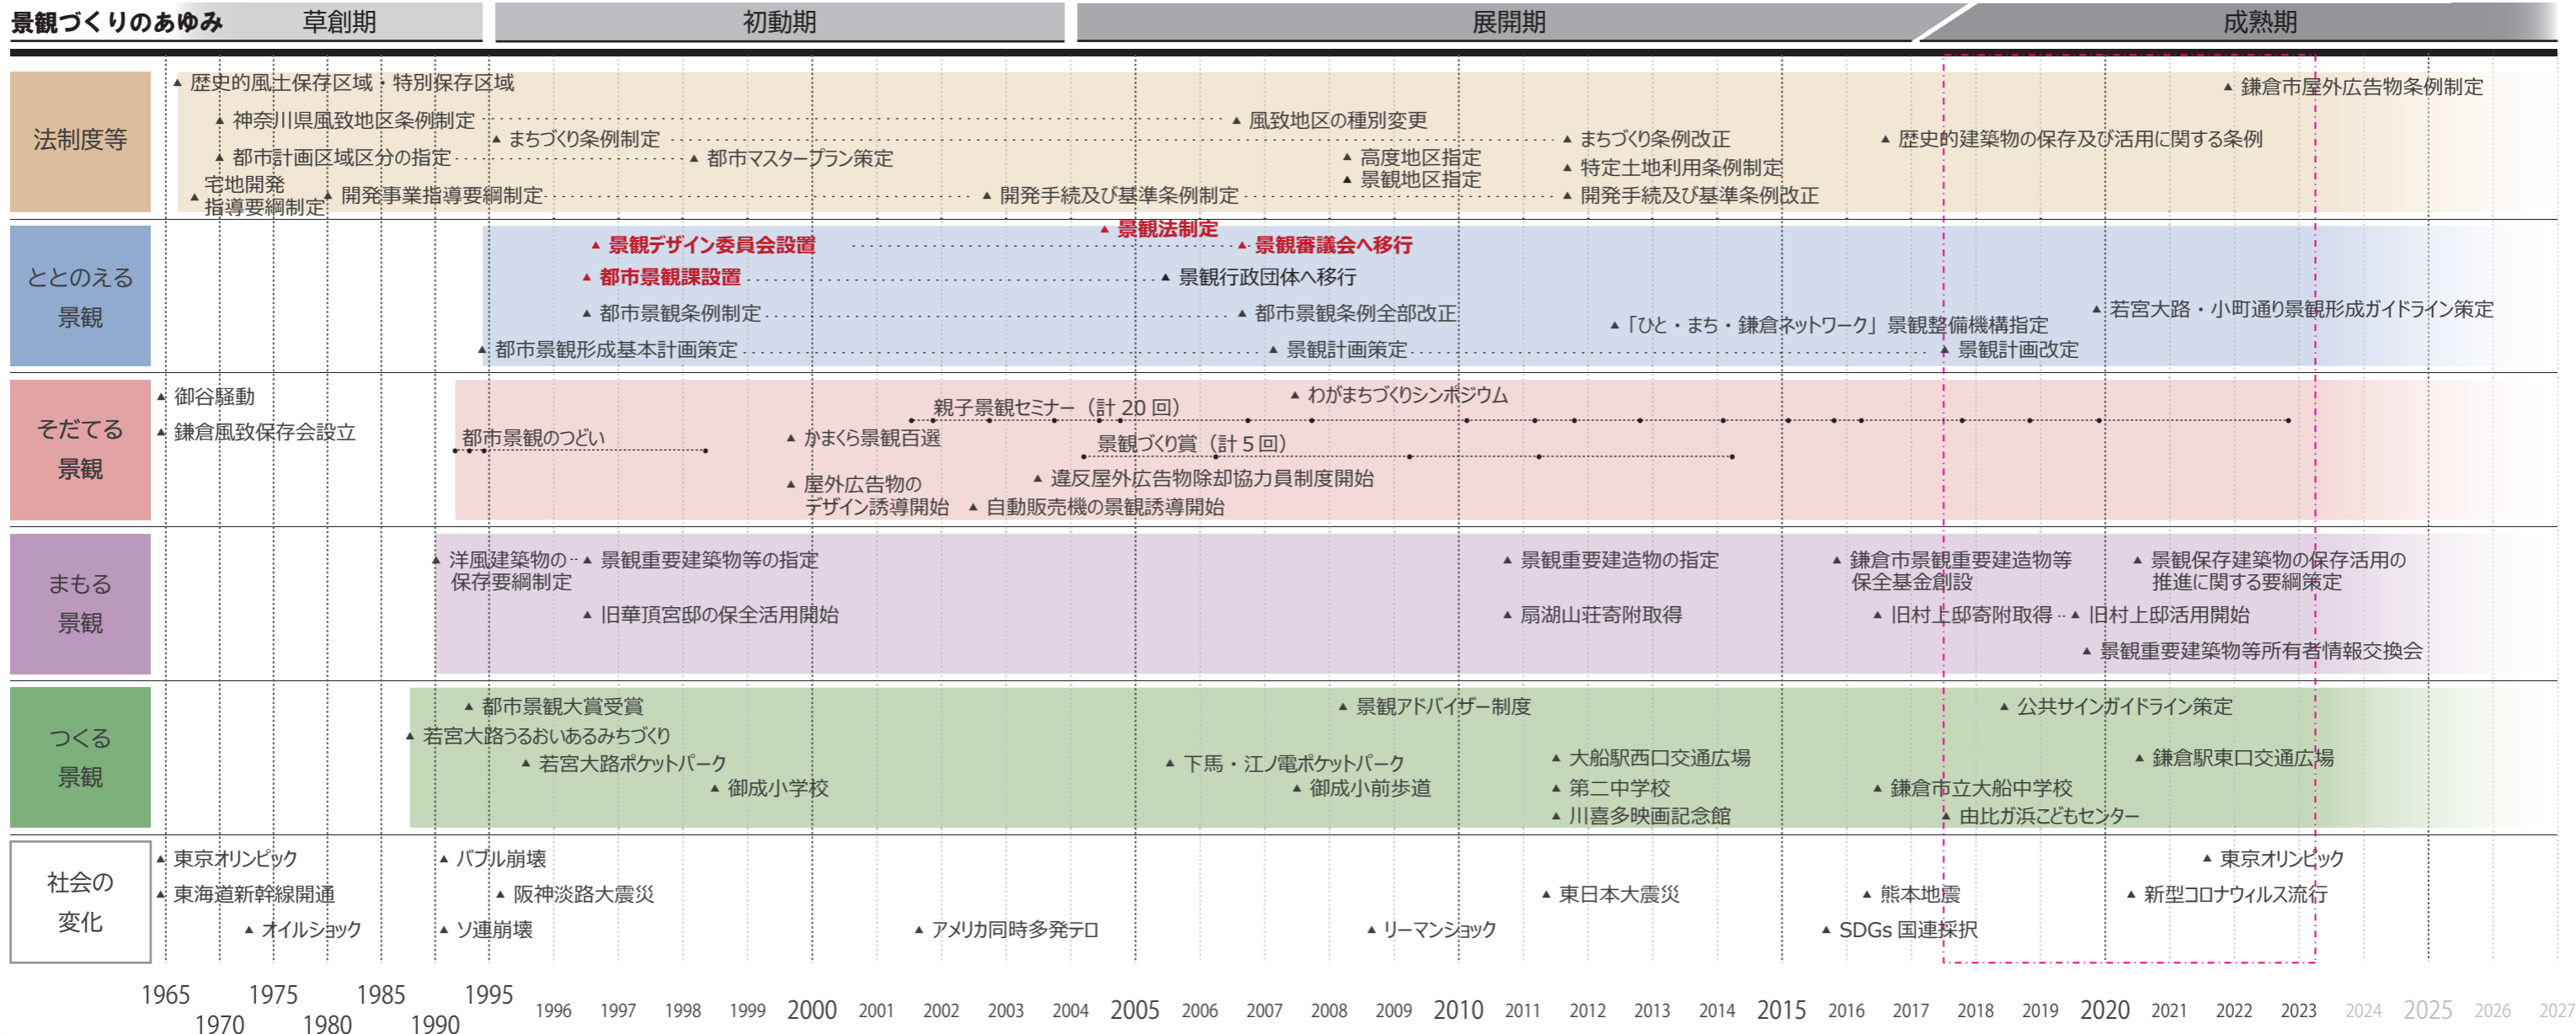 景観づくりのあゆみ
草創期
初動期
展開期
成熟期
法制度等
歴史的風土保存区域・特別保存区域
鎌倉市屋外広告物条例制定
神奈川県風致地区条例制定
風致地区の種別変更
まちづくり条例制定
まちづくり条例改正
歴史的建築物の保存及び活用に関する条例
都市計画区域区分の指定
都市マスタープラン策定
高度地区指定
特定土地利用条例制定
景観地区指定
宅地開発
指導要綱制定
開発事業指導要綱制定
開発手続及び基準条例制定
開発手続及び基準条例改正
ととのえる
景観
景観法制定
景観デザイン委員会設置
景観審議会へ移行
都市景観課設置
景観行政団体へ移行
都市景観条例制定
都市景観条例全部改正
「ひと・まち・鎌倉ネットワーク」景観整備機構指定
若宮大路・小町通り景観形成ガイドライン策定
都市景観形成基本計画策定
景観計画策定
景観計画改定
そだてる
景観
御谷騒動
鎌倉風致保存会設立
わがまちづくりシンポジウム
親子景観セミナー（計 20 回）
都市景観のつどい
かまくら景観百選
景観づくり賞（計 5 回）
屋外広告物の
デザイン誘導開始
違反屋外広告物除却協力員制度開始
自動販売機の景観誘導開始
まもる
景観
洋風建築物の
保存要綱制定
景観重要建築物等の指定
景観重要建造物の指定
鎌倉市景観重要建造物等
保全基金創設
景観保存建築物の保存活用の
推進に関する要綱策定
旧華頂宮邸の保全活用開始
扇湖山荘寄附取得
旧村上邸寄附取得
旧村上邸活用開始
景観重要建築物等所有者情報交換会
つくる
景観
都市景観大賞受賞
景観アドバイザー制度
公共サインガイドライン策定
若宮大路うるおいあるみちづくり
若宮大路ポケットパーク
下馬・江ノ電ポケットパーク
大船駅西口交通広場
鎌倉駅東口交通広場
御成小学校
御成小前歩道
第二中学校
鎌倉市立大船中学校
川喜多映画記念館
由比ガ浜こどもセンター
社会の
変化
東京オリンピック
バブル崩壊
東京オリンピック
東海道新幹線開通
阪神淡路大震災
東日本大震災
熊本地震
新型コロナウィルス流行
オイルショック
ソ連崩壊
アメリカ同時多発テロ
リーマンショック
SDGs 国連採択
1965 1975 1985 1995
1970 1980 1990
1996 1997 1998 1999 2000 2001 2002 2003 2004 2005 2006 2007 2008 2009 2010 2011 2012 2013 2014 2015 2016 2017 2018 2019 2020 2021 2022 2023 2024 2025 2026 2027